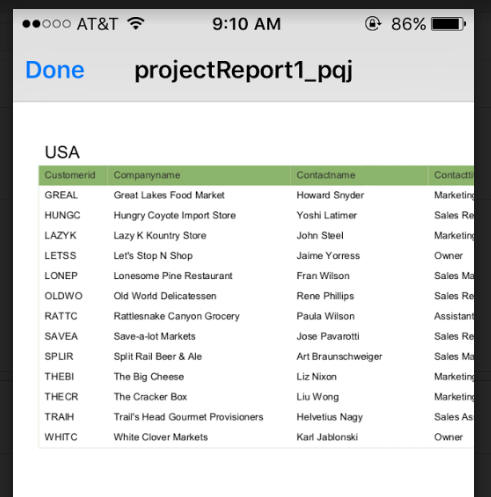 AT&T 9:10 AM 86%
Done projectReport1_pqj
USA
Customerid Companyname Contactname Contacttit
GREAL Great Lakes Food Market Howard Snyder Marketing
HUNGC Hungry Coyote Import Store Yoshi Latimer Sales Re
LAZYK Lazy K Kountry Store John Steel Marketing
LETSS Let's Stop N Shop Jaime Yorress Owner
LONEP Lonesome Pine Restaurant Fran Wilson Sales Ma
OLDWO Old World Delicatessen Rene Phillips Sales Re
RATTC Rattlesnake Canyon Grocery Paula Wilson Assistant
SAVEA Save-a-lot Markets Jose Pavarotti Sales Re
SPLIR Split Rail Beer & Ale Art Braunschweiger Sales Ma
THEBI The Big Cheese Liz Nixon Marketing
THECR The Cracker Box Liu Wong Marketing
TRAIH Trail's Head Gourmet Provisioners Helvetius Nagy Sales As
WHITC White Clover Markets Karl Jablonski Owner